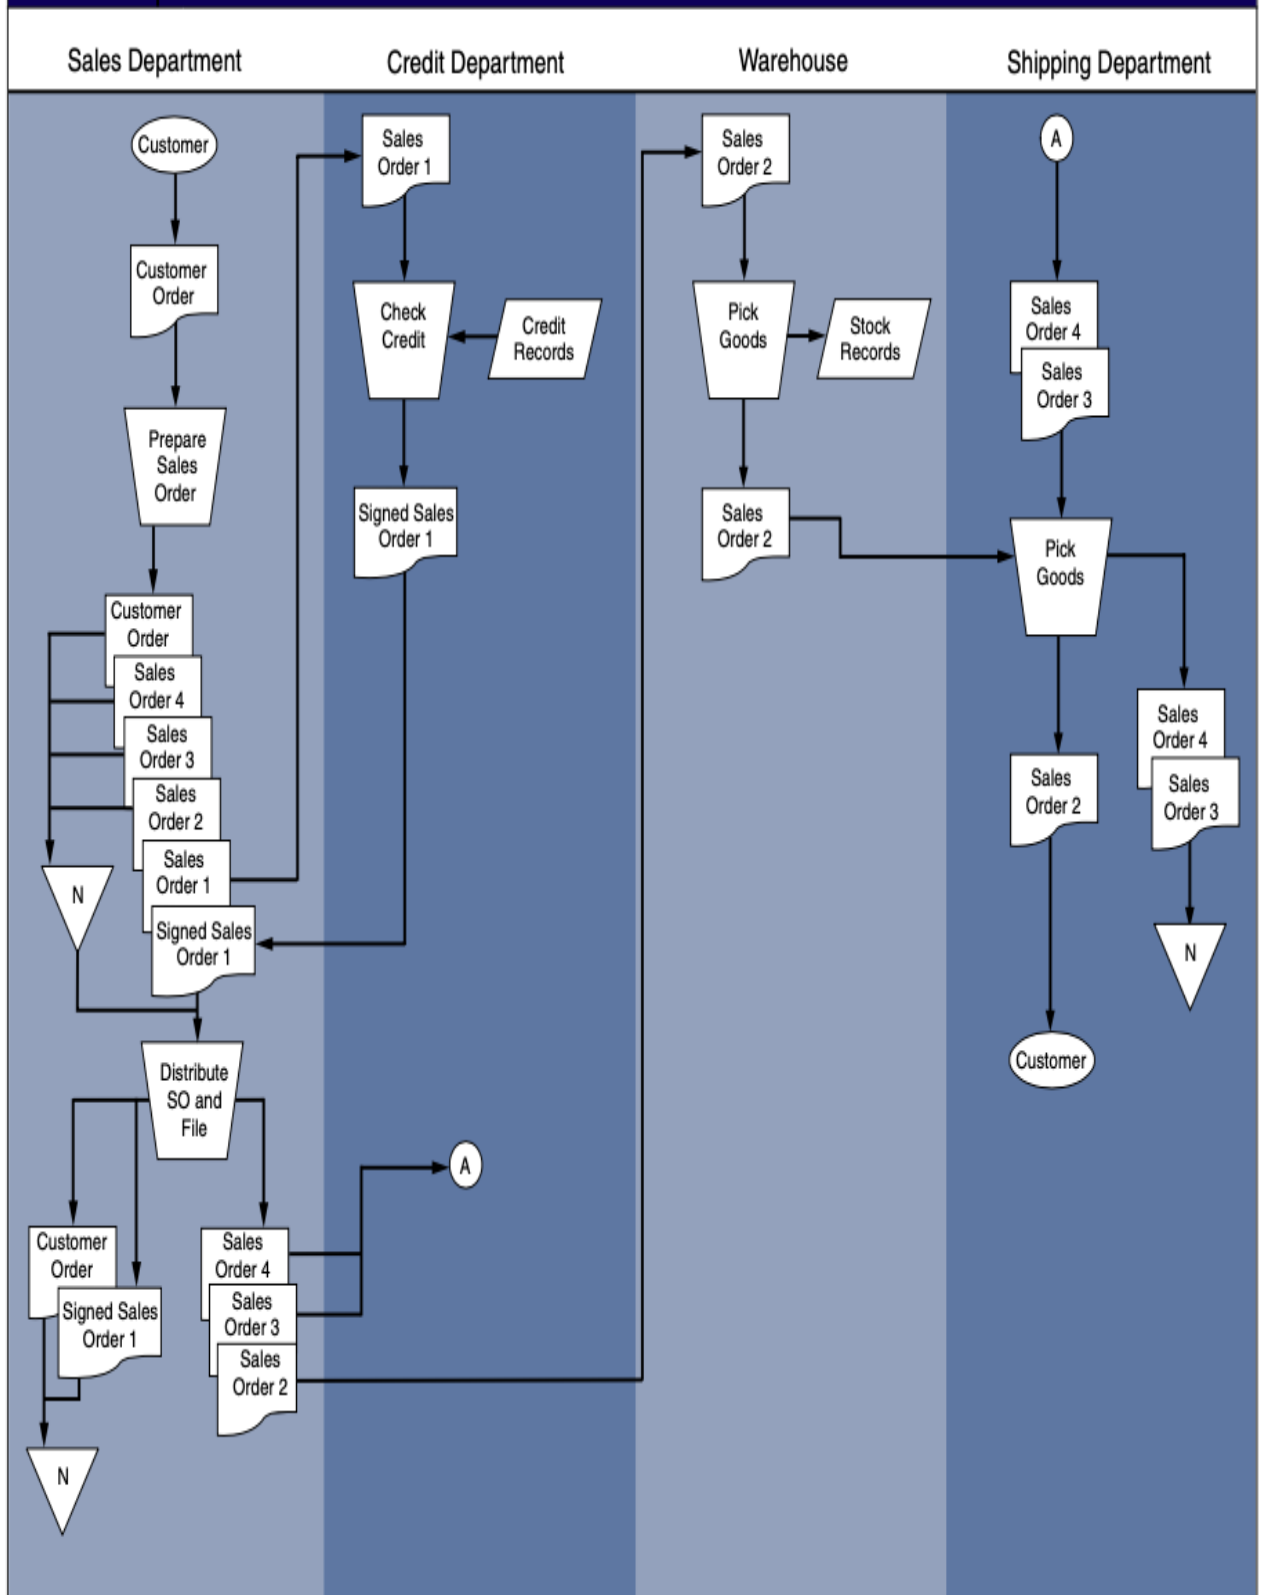 Sales Department
Credit Department
Warehouse
Shipping Department
Customer
Customer
Order
Prepare
Sales
Order
Customer
Order
Sales
Order 4
Sales
Order 3
Sales
Order 2
Sales
Order 1
Signed Sales
Order 1
N
Distribute
SO and
File
Customer
Order
Signed Sales
Order 1
N
Sales
Order 4
Sales
Order 3
Sales
Order 2
Sales
Order 1
Check
Credit
Credit
Records
Signed Sales
Order 1
A
Sales
Order 2
Pick
Goods
Stock
Records
Sales
Order 2
A
Sales
Order 4
Sales
Order 3
Pick
Goods
Sales
Order 2
Customer
Sales
Order 4
Sales
Order 3
N